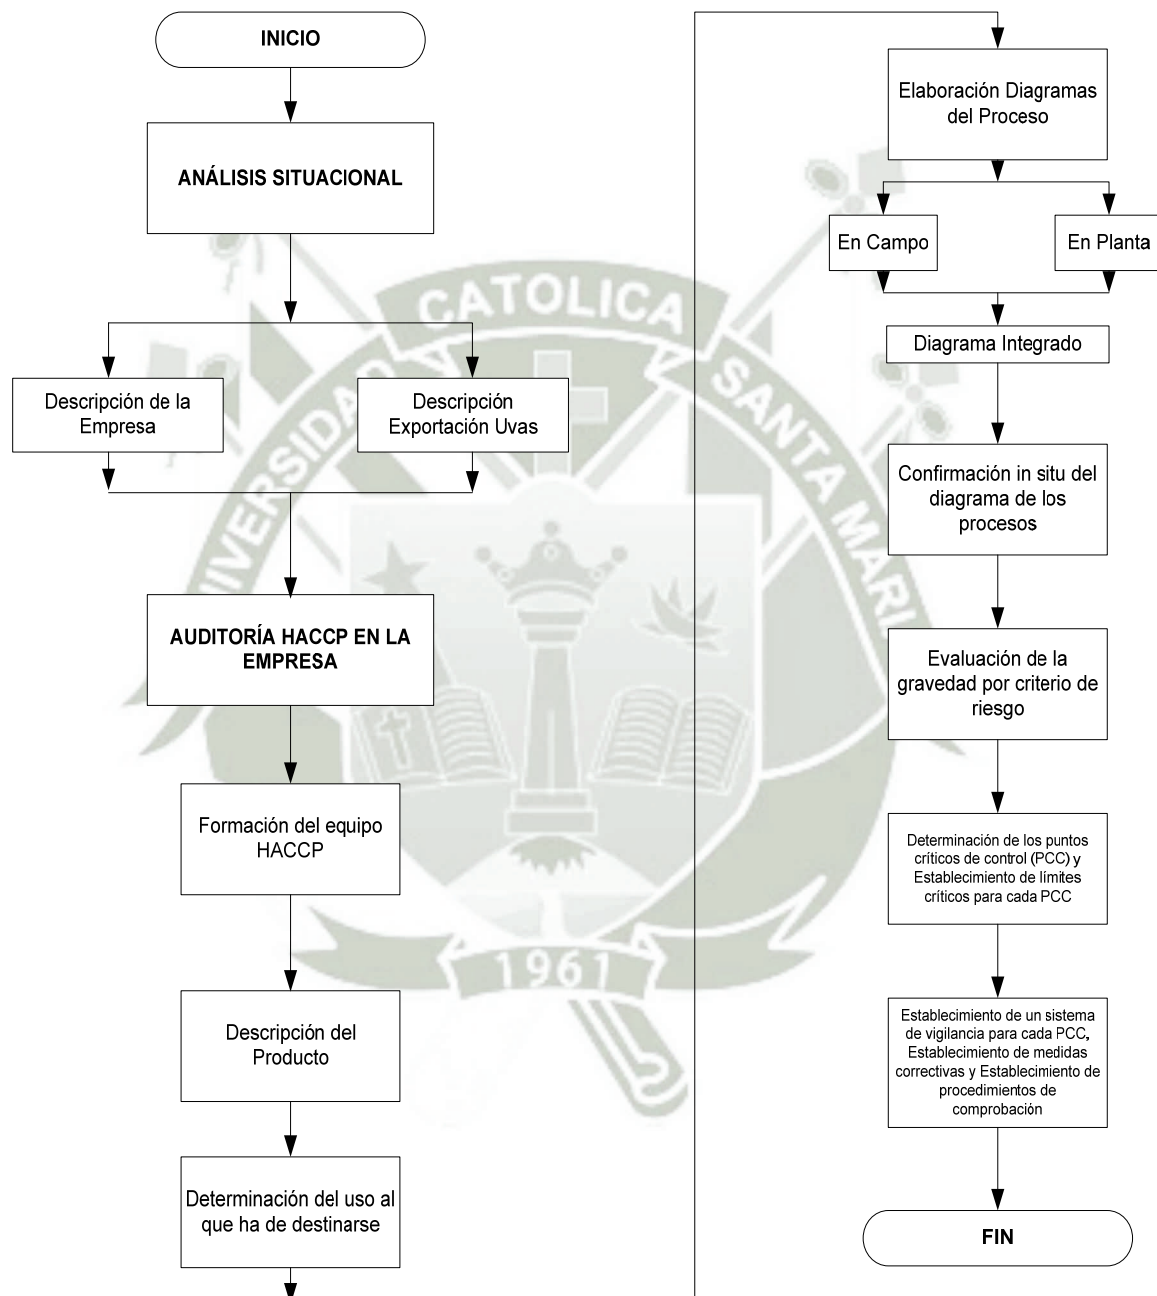 INICIO
ANÁLISIS SITUACIONAL
Descripción de la
Empresa
Descripción
Exportación Uvas
AUDITORÍA HACCP EN LA
EMPRESA
Formación del equipo
HACCP
Descripción del
Producto
Determinación del uso al
que ha de destinarse
Elaboración Diagramas
del Proceso
En Campo
En Planta
Diagrama Integrado
Confirmación in situ del
diagrama de los
procesos
Evaluación de la
gravedad por criterio de
riesgo
Determinación de los puntos
críticos de control (PCC) y
Establecimiento de límites
críticos para cada PCC
Establecimiento de un sistema
de vigilancia para cada PCC,
Establecimiento de medidas
correctivas y Establecimiento de
procedimientos de
comprobación
FIN
UNIVERSIDAD CATOLICA SANTA MARI
1961